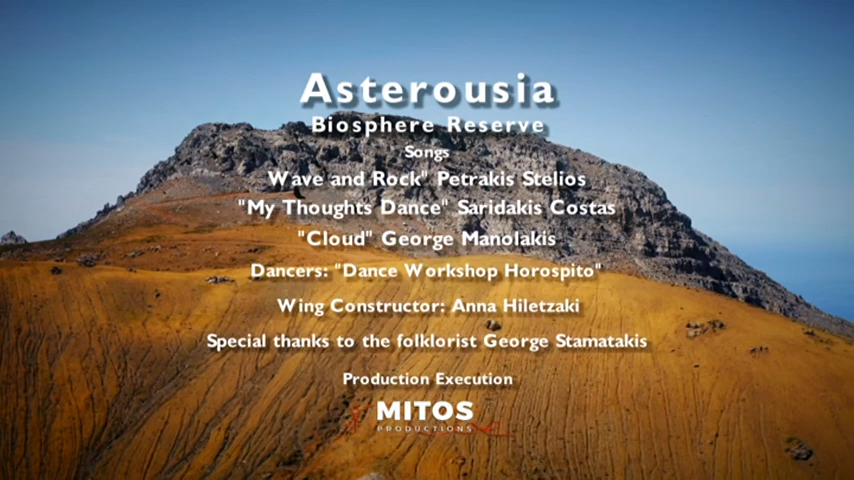 Asterousia
Biosphere Reserve
Songs
Wave and Rock" Petrakis Stelios
"My Thoughts Dance" Saridakis Costas
"Cloud" George Manolakis
Dancers: "Dance Workshop Horospito"
Wing Constructor: Anna Hiletzaki
Special thanks to the folklorist George Stamatakis
Production Execution
MITOS
PRODUCTIONS